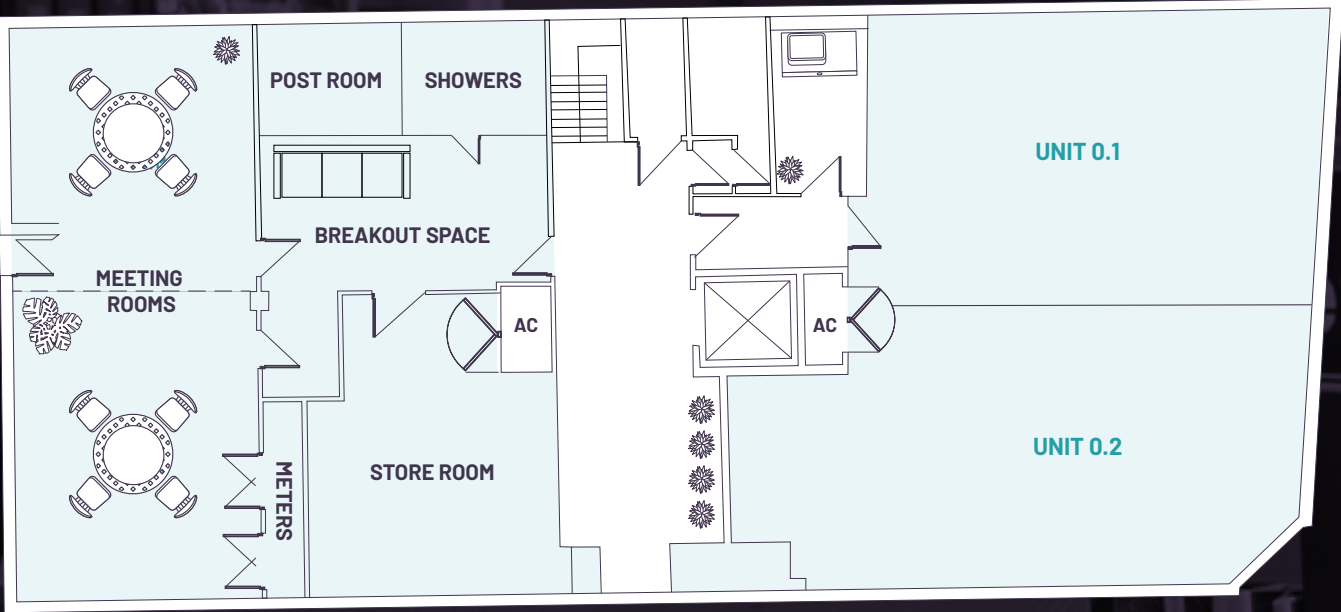 POST ROOM
SHOWERS
UNIT 0.1
BREAKOUT SPACE
MEETING
ROOMS
AC
AC
UNIT 0.2
STORE ROOM
METERS